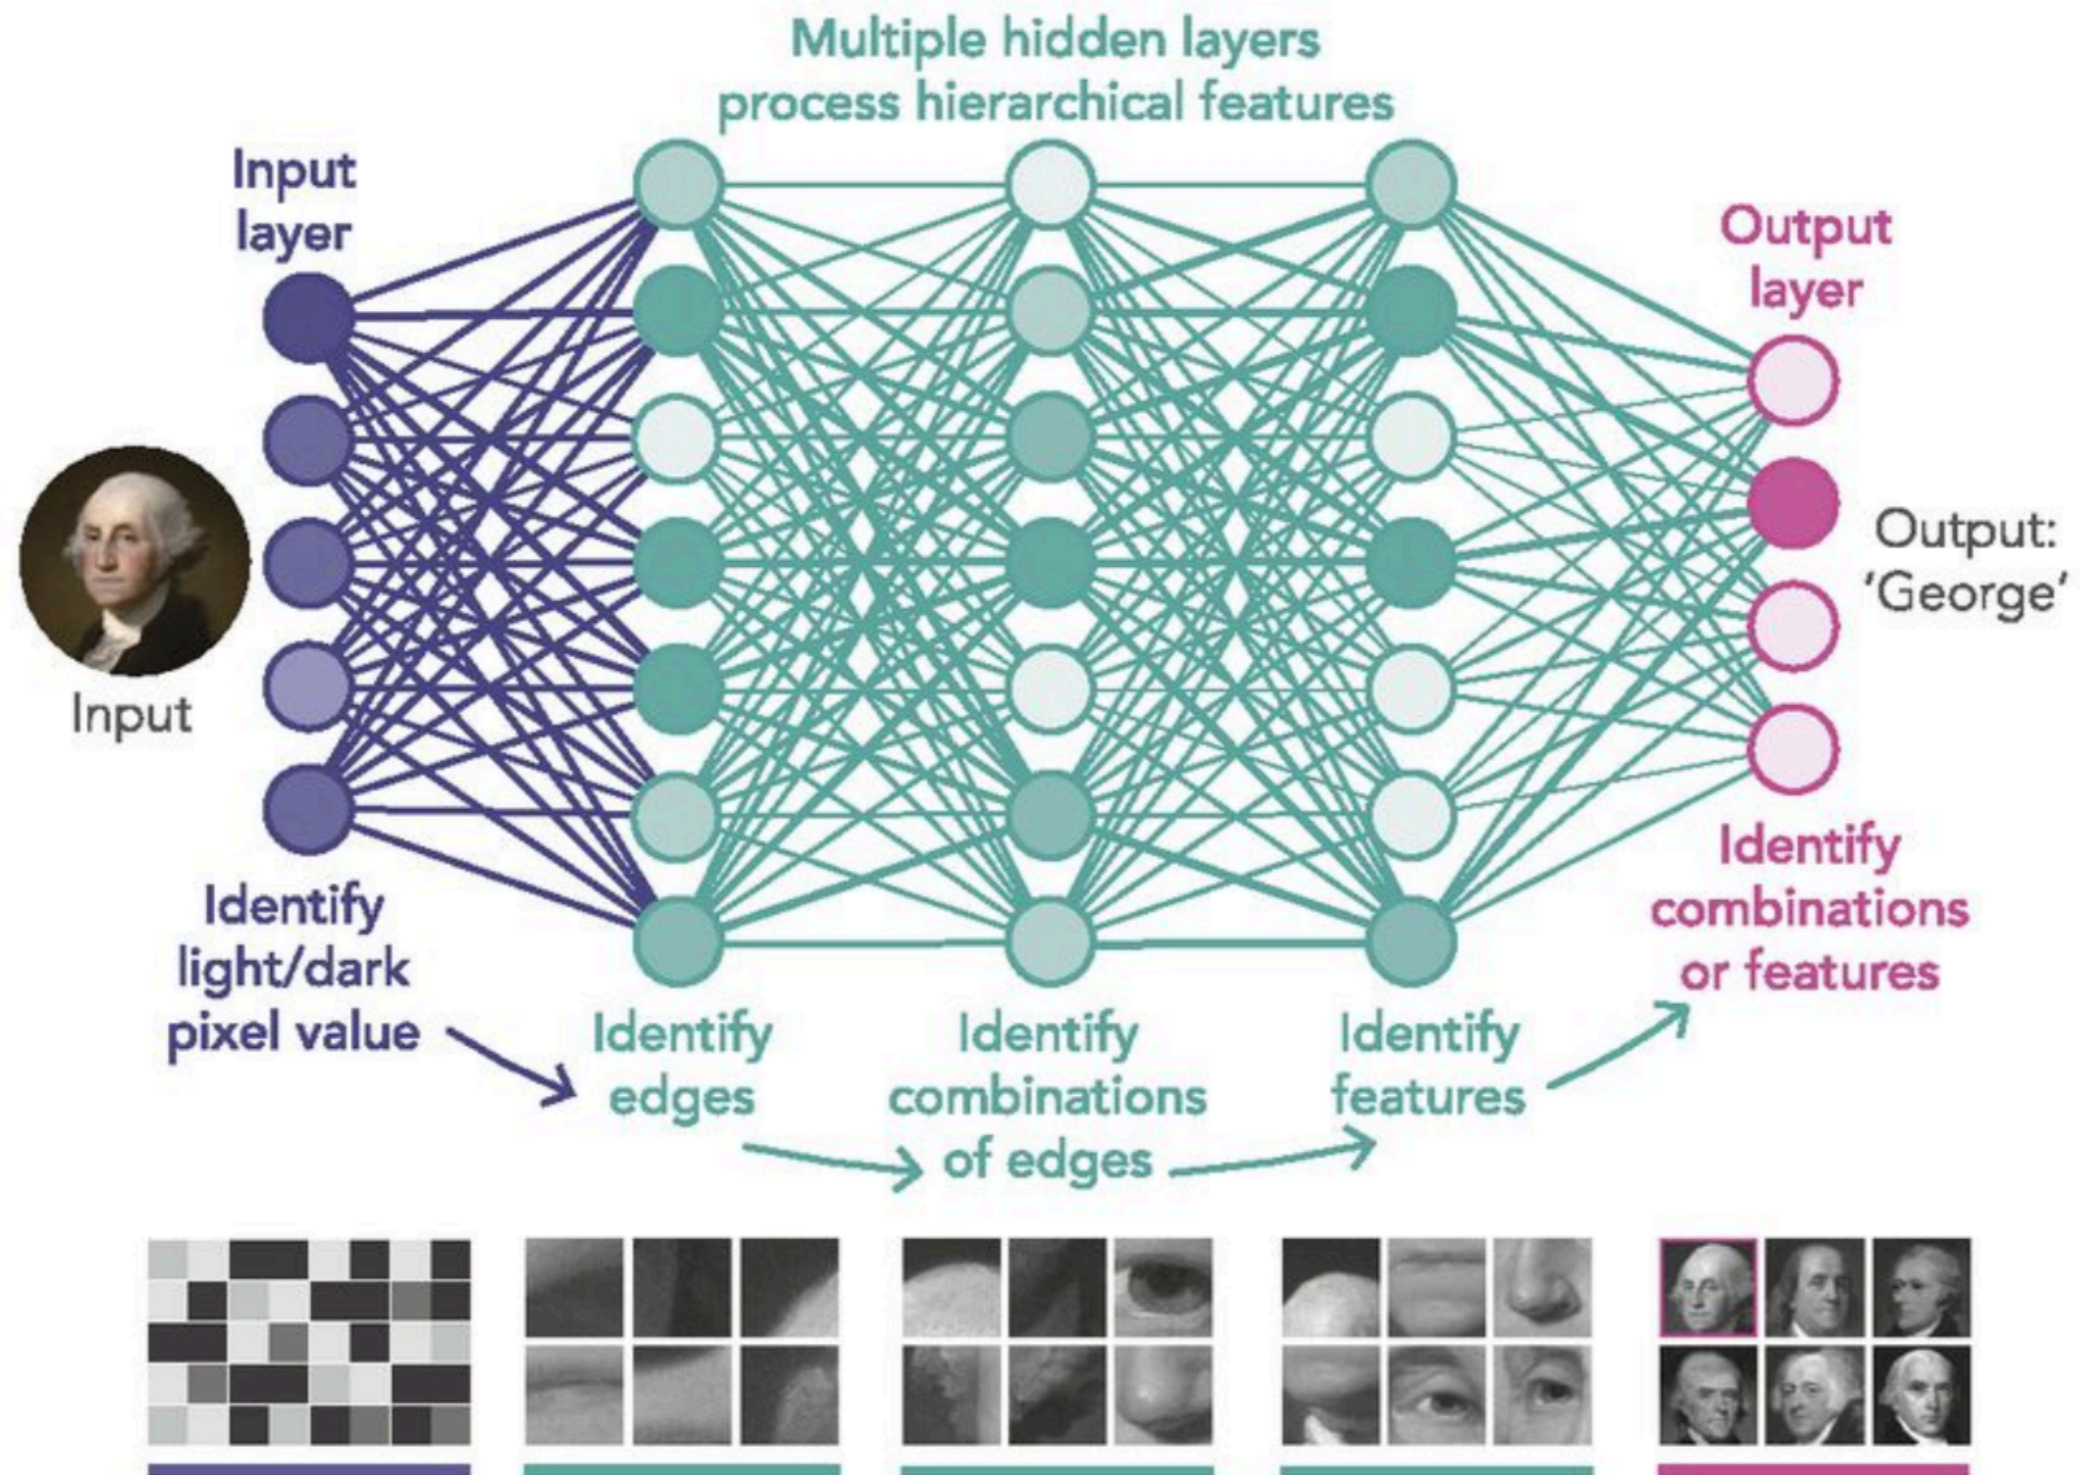 Multiple hidden layers
process hierarchical features
Input
layer
Output
layer
Input
Output:
‘George’
Identify
light/dark
pixel value
Identify
edges
Identify
combinations
of edges
Identify
features
Identify
combinations
or features